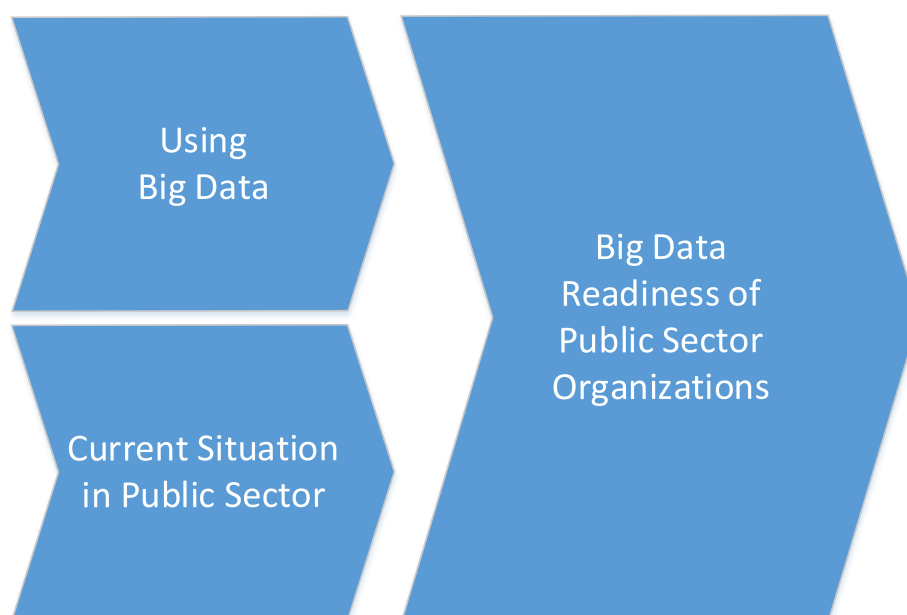 Using
Big Data
Current Situation
in Public Sector
Big Data
Readiness of
Public Sector
Organizations